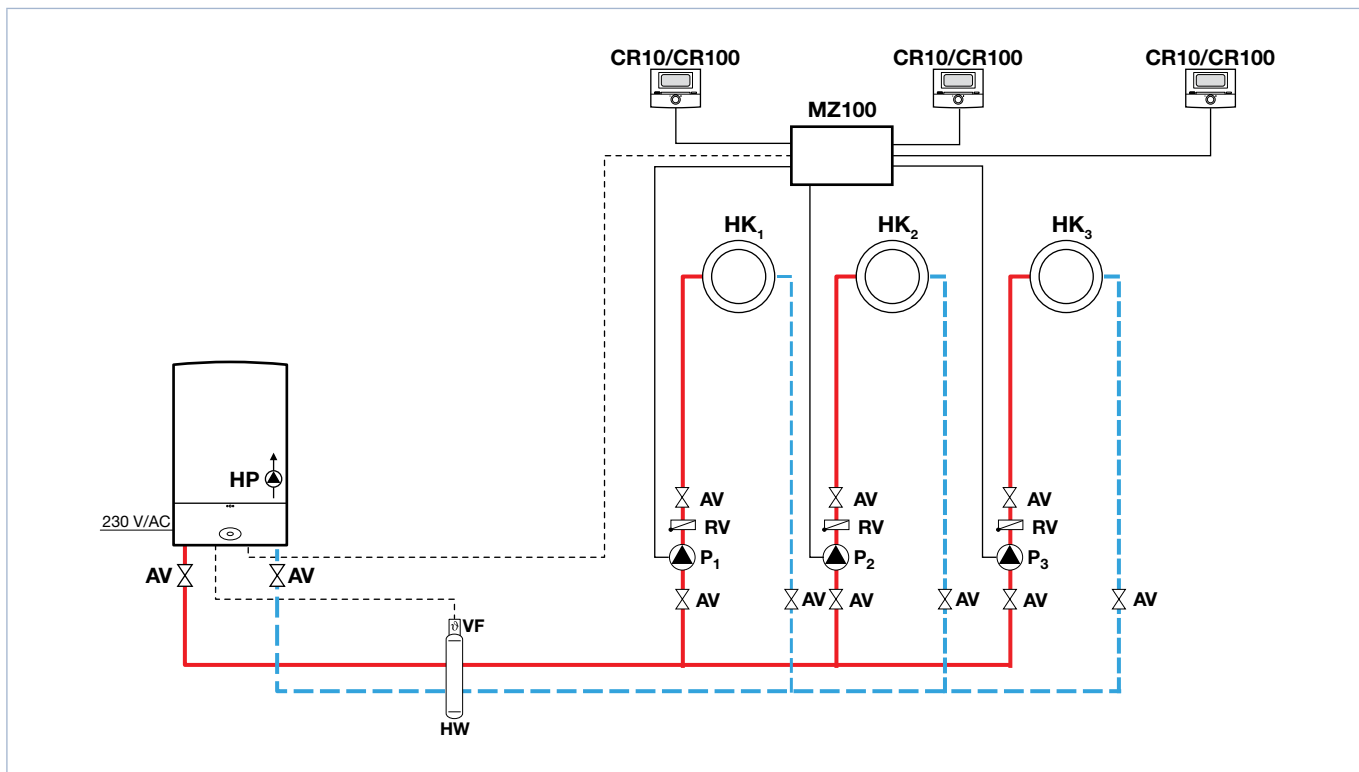 CR10/CR100 CR10/CR100 CR10/CR100
MZ100
HK₁ HK₂ HK₃
HP
230 V/AC
AV AV AV
RV RV RV
P₁ P₂ P₃
AV AV
AV AV AV AV AV AV
ϑ VF
HW